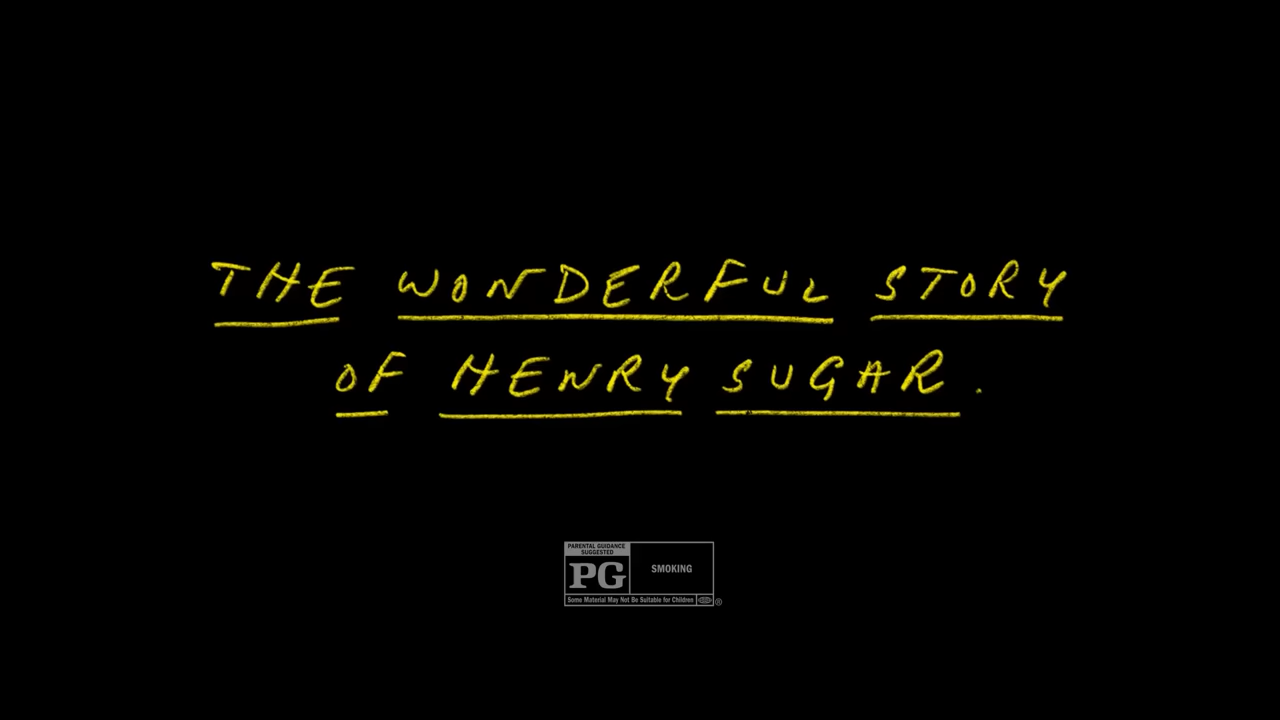 THE WONDERFUL STORY
OF HENRY SUGAR.
PARENTAL GUIDANCE
SUGGESTED
PG
SMOKING
Some Material May Not Be Suitable for Children
®